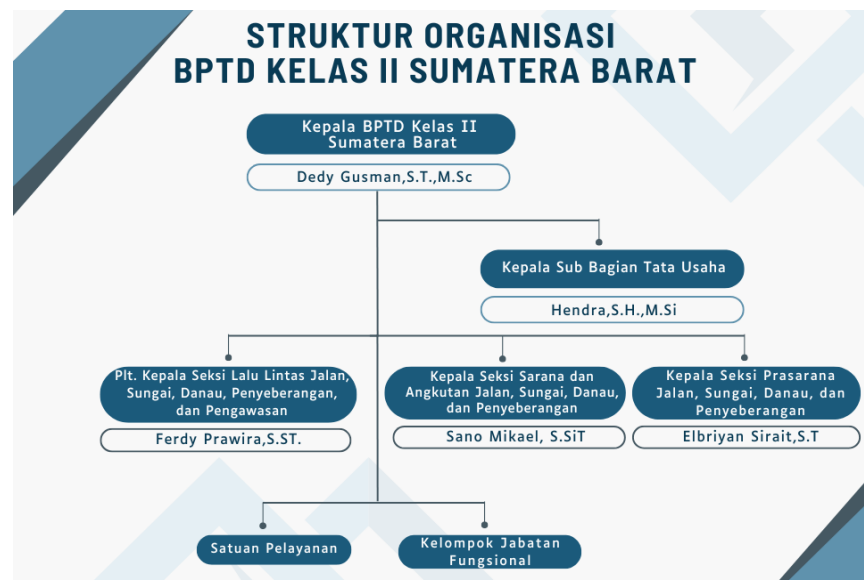 STRUKTUR ORGANISASI
BPTD KELAS II SUMATERA BARAT
Kepala BPTD Kelas II
Sumatera Barat
Dedy Gusman,S.T.,M.Sc
Kepala Sub Bagian Tata Usaha
Hendra,S.H.,M.Si
Plt. Kepala Seksi Lalu Lintas Jalan,
Sungai, Danau, Penyeberangan,
dan Pengawasan
Ferdy Prawira,S.ST.
Kepala Seksi Sarana dan
Angkutan Jalan, Sungai, Danau,
dan Penyeberangan
Sano Mikael, S.SiT
Kepala Seksi Prasarana
Jalan, Sungai, Danau, dan
Penyeberangan
Elbriyan Sirait,S.T
Satuan Pelayanan
Kelompok Jabatan
Fungsional